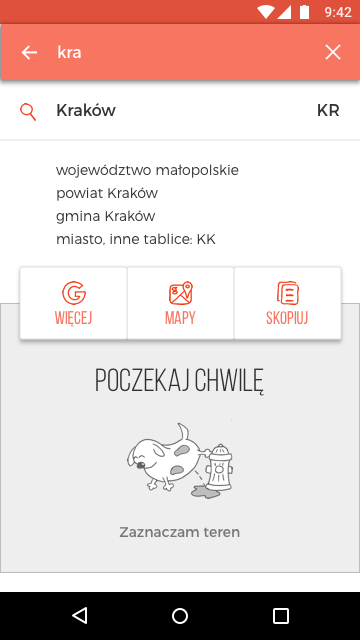 9:42
kra
Kraków KR
województwo małopolskie
powiat Kraków
gmina Kraków
miasto, inne tablice: KK
WIĘCEJ MAPY SKOPIUJ
POCZEKAJ CHWILĘ
Zaznaczam teren